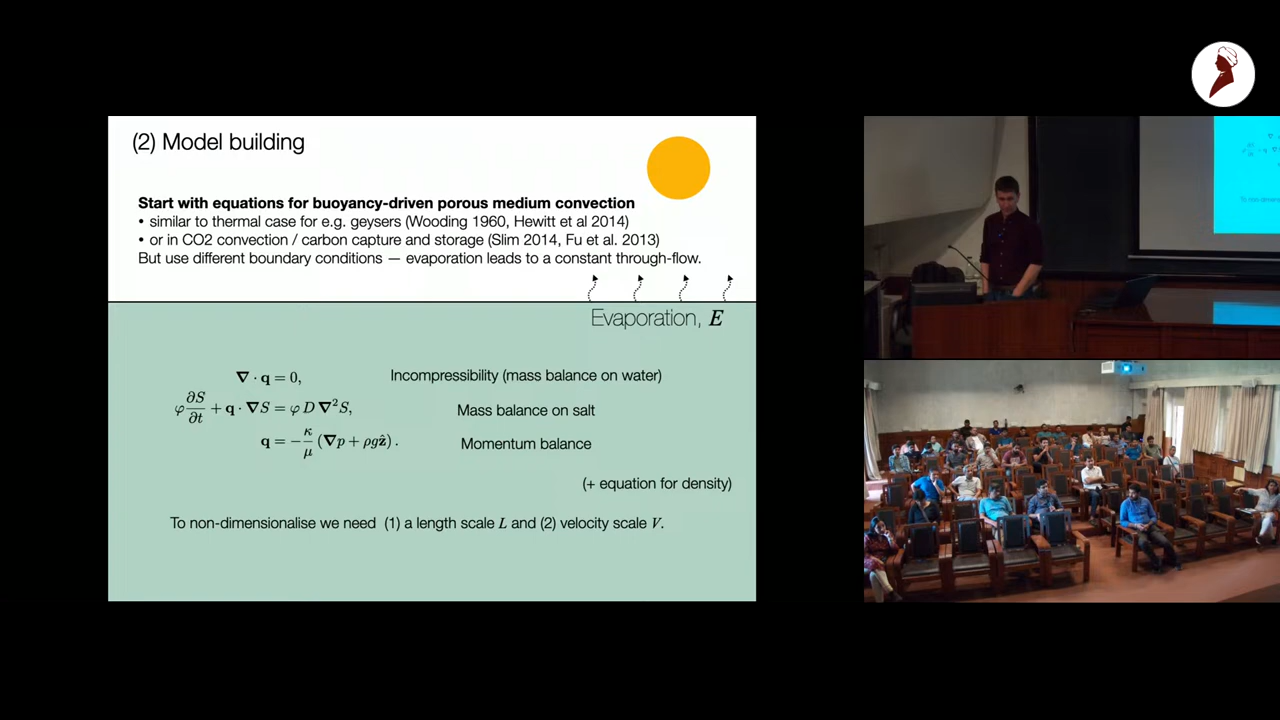 (2) Model building
Start with equations for buoyancy-driven porous medium convection
• similar to thermal case for e.g. geysers (Wooding 1960, Hewitt et al 2014)
• or in CO2 convection / carbon capture and storage (Slim 2014, Fu et al. 2013)
But use different boundary conditions — evaporation leads to a constant through-flow.
Evaporation, E
∇ · q = 0, Incompressibility (mass balance on water)
φ ∂S/∂t + q · ∇S = φ D ∇²S, Mass balance on salt
q = −κ/μ (∇p + ρgẑ). Momentum balance
(+ equation for density)
To non-dimensionalise we need (1) a length scale L and (2) velocity scale V.